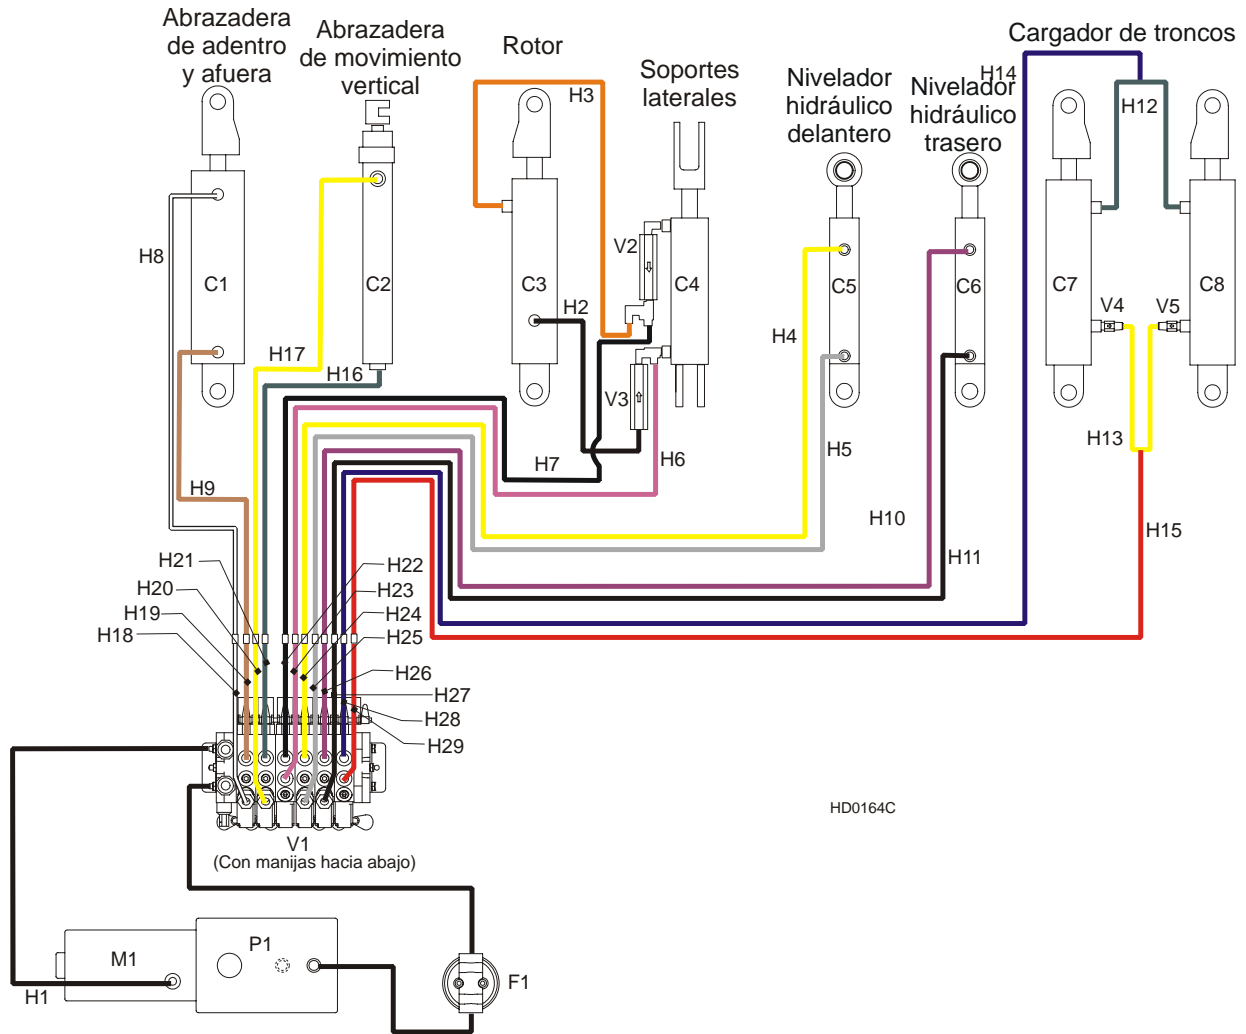 Abrazadera
de adentro
y afuera
Abrazadera
de movimiento
vertical
Rotor
Soportes
laterales
Nivelador
hidráulico
delantero
Nivelador
hidráulico
trasero
Cargador de troncos
H14
H3
H12
H8
V2
C1
C2
C3
C4
C5
C6
C7
C8
H2
V4
V5
H4
H17
H16
V3
H13
H5
H7
H6
H9
H10
H15
H11
H21
H22
H20
H23
H19
H24
H18
H25
H26
H27
H28
H29
HD0164C
V1
(Con manijas hacia abajo)
P1
M1
F1
H1